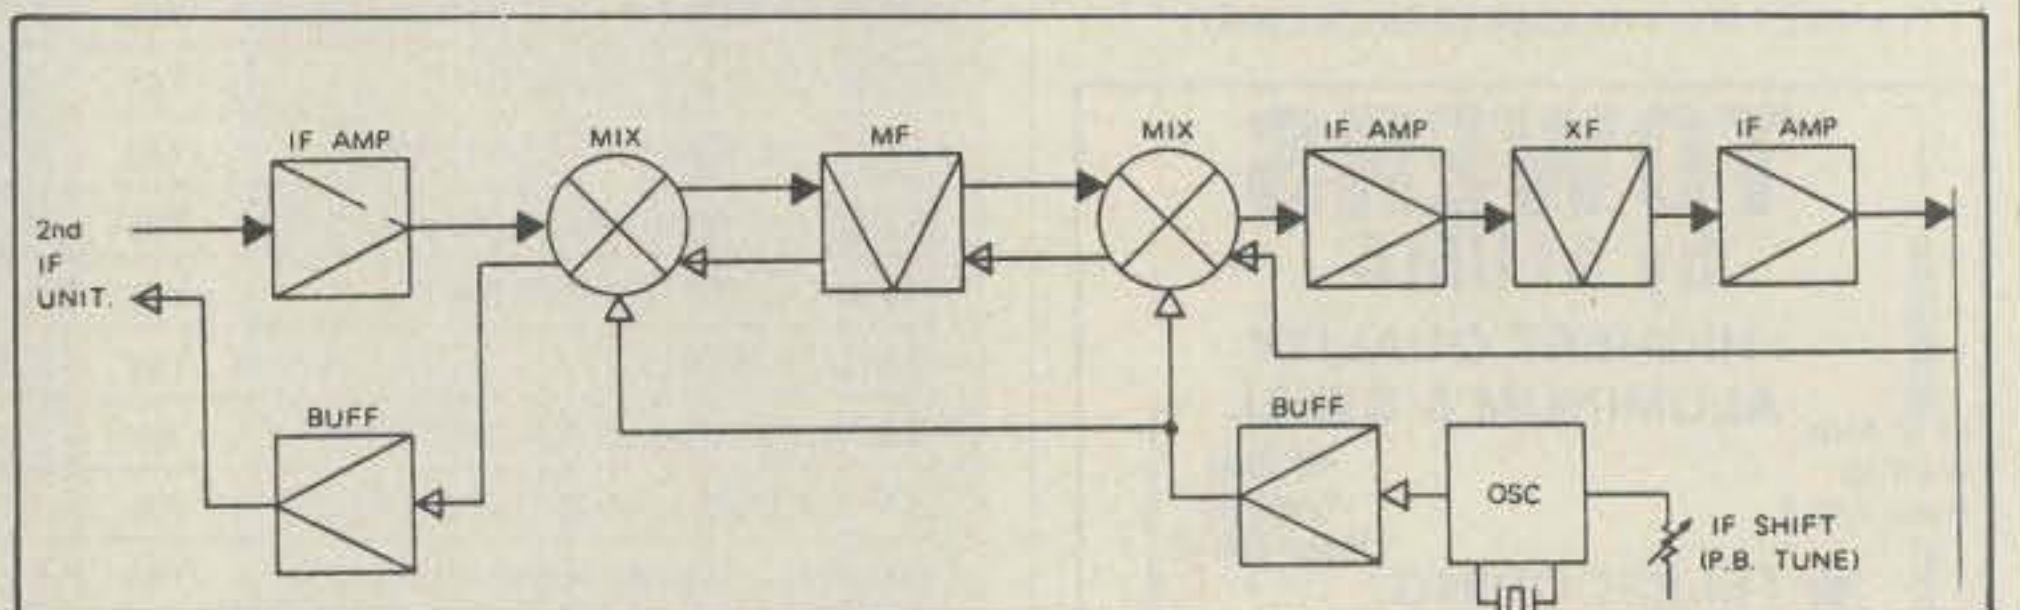 IF AMP
MIX
MF
MIX
IF AMP
XF
IF AMP
2nd
IF
UNIT.
BUFF
BUFF
OSC
IF SHIFT
(P.B. TUNE)